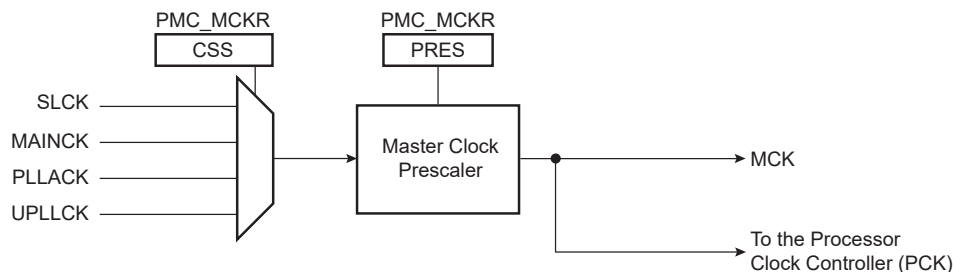 PMC_MCKR
PMC_MCKR
CSS
PRES
SLCK
MAINCK
PLLACK
UPLLCK
Master Clock
Prescaler
MCK
To the Processor
Clock Controller (PCK)